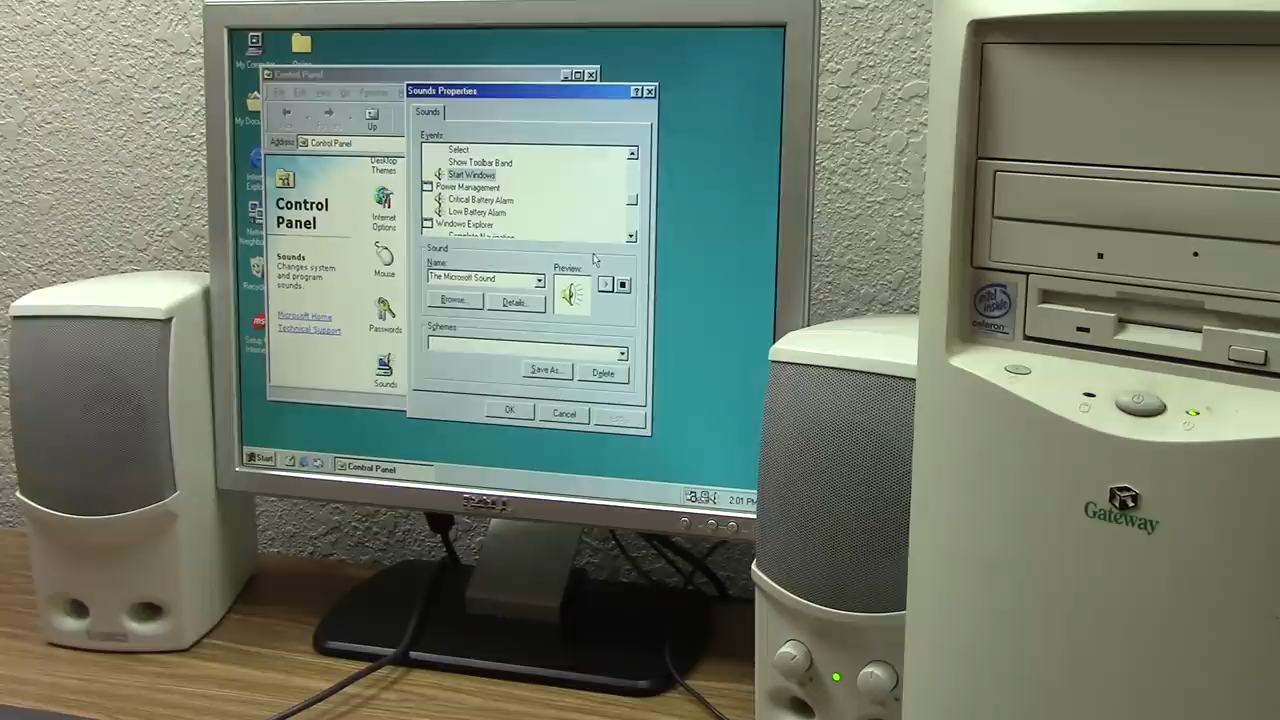 My Computer
Control Panel
Sounds Properties
Sounds
Up
Address
Control Panel
Events:
Select
Show Toolbar Band
Start Windows
Power Management
Critical Battery Alarm
Low Battery Alarm
Windows Explorer
Complete Navigation
Desktop
Themes
Control
Panel
Internet
Options
Sounds
Changes system
and program
sounds.
Mouse
Microsoft Home
Technical Support
Passwords
Sounds
Sound
Name:
The Microsoft Sound
Preview:
Browse...
Details...
Schemes:
Save As...
Delete
OK
Cancel
Start
Control Panel
2:01 PM
intel
inside
celeron
Gateway